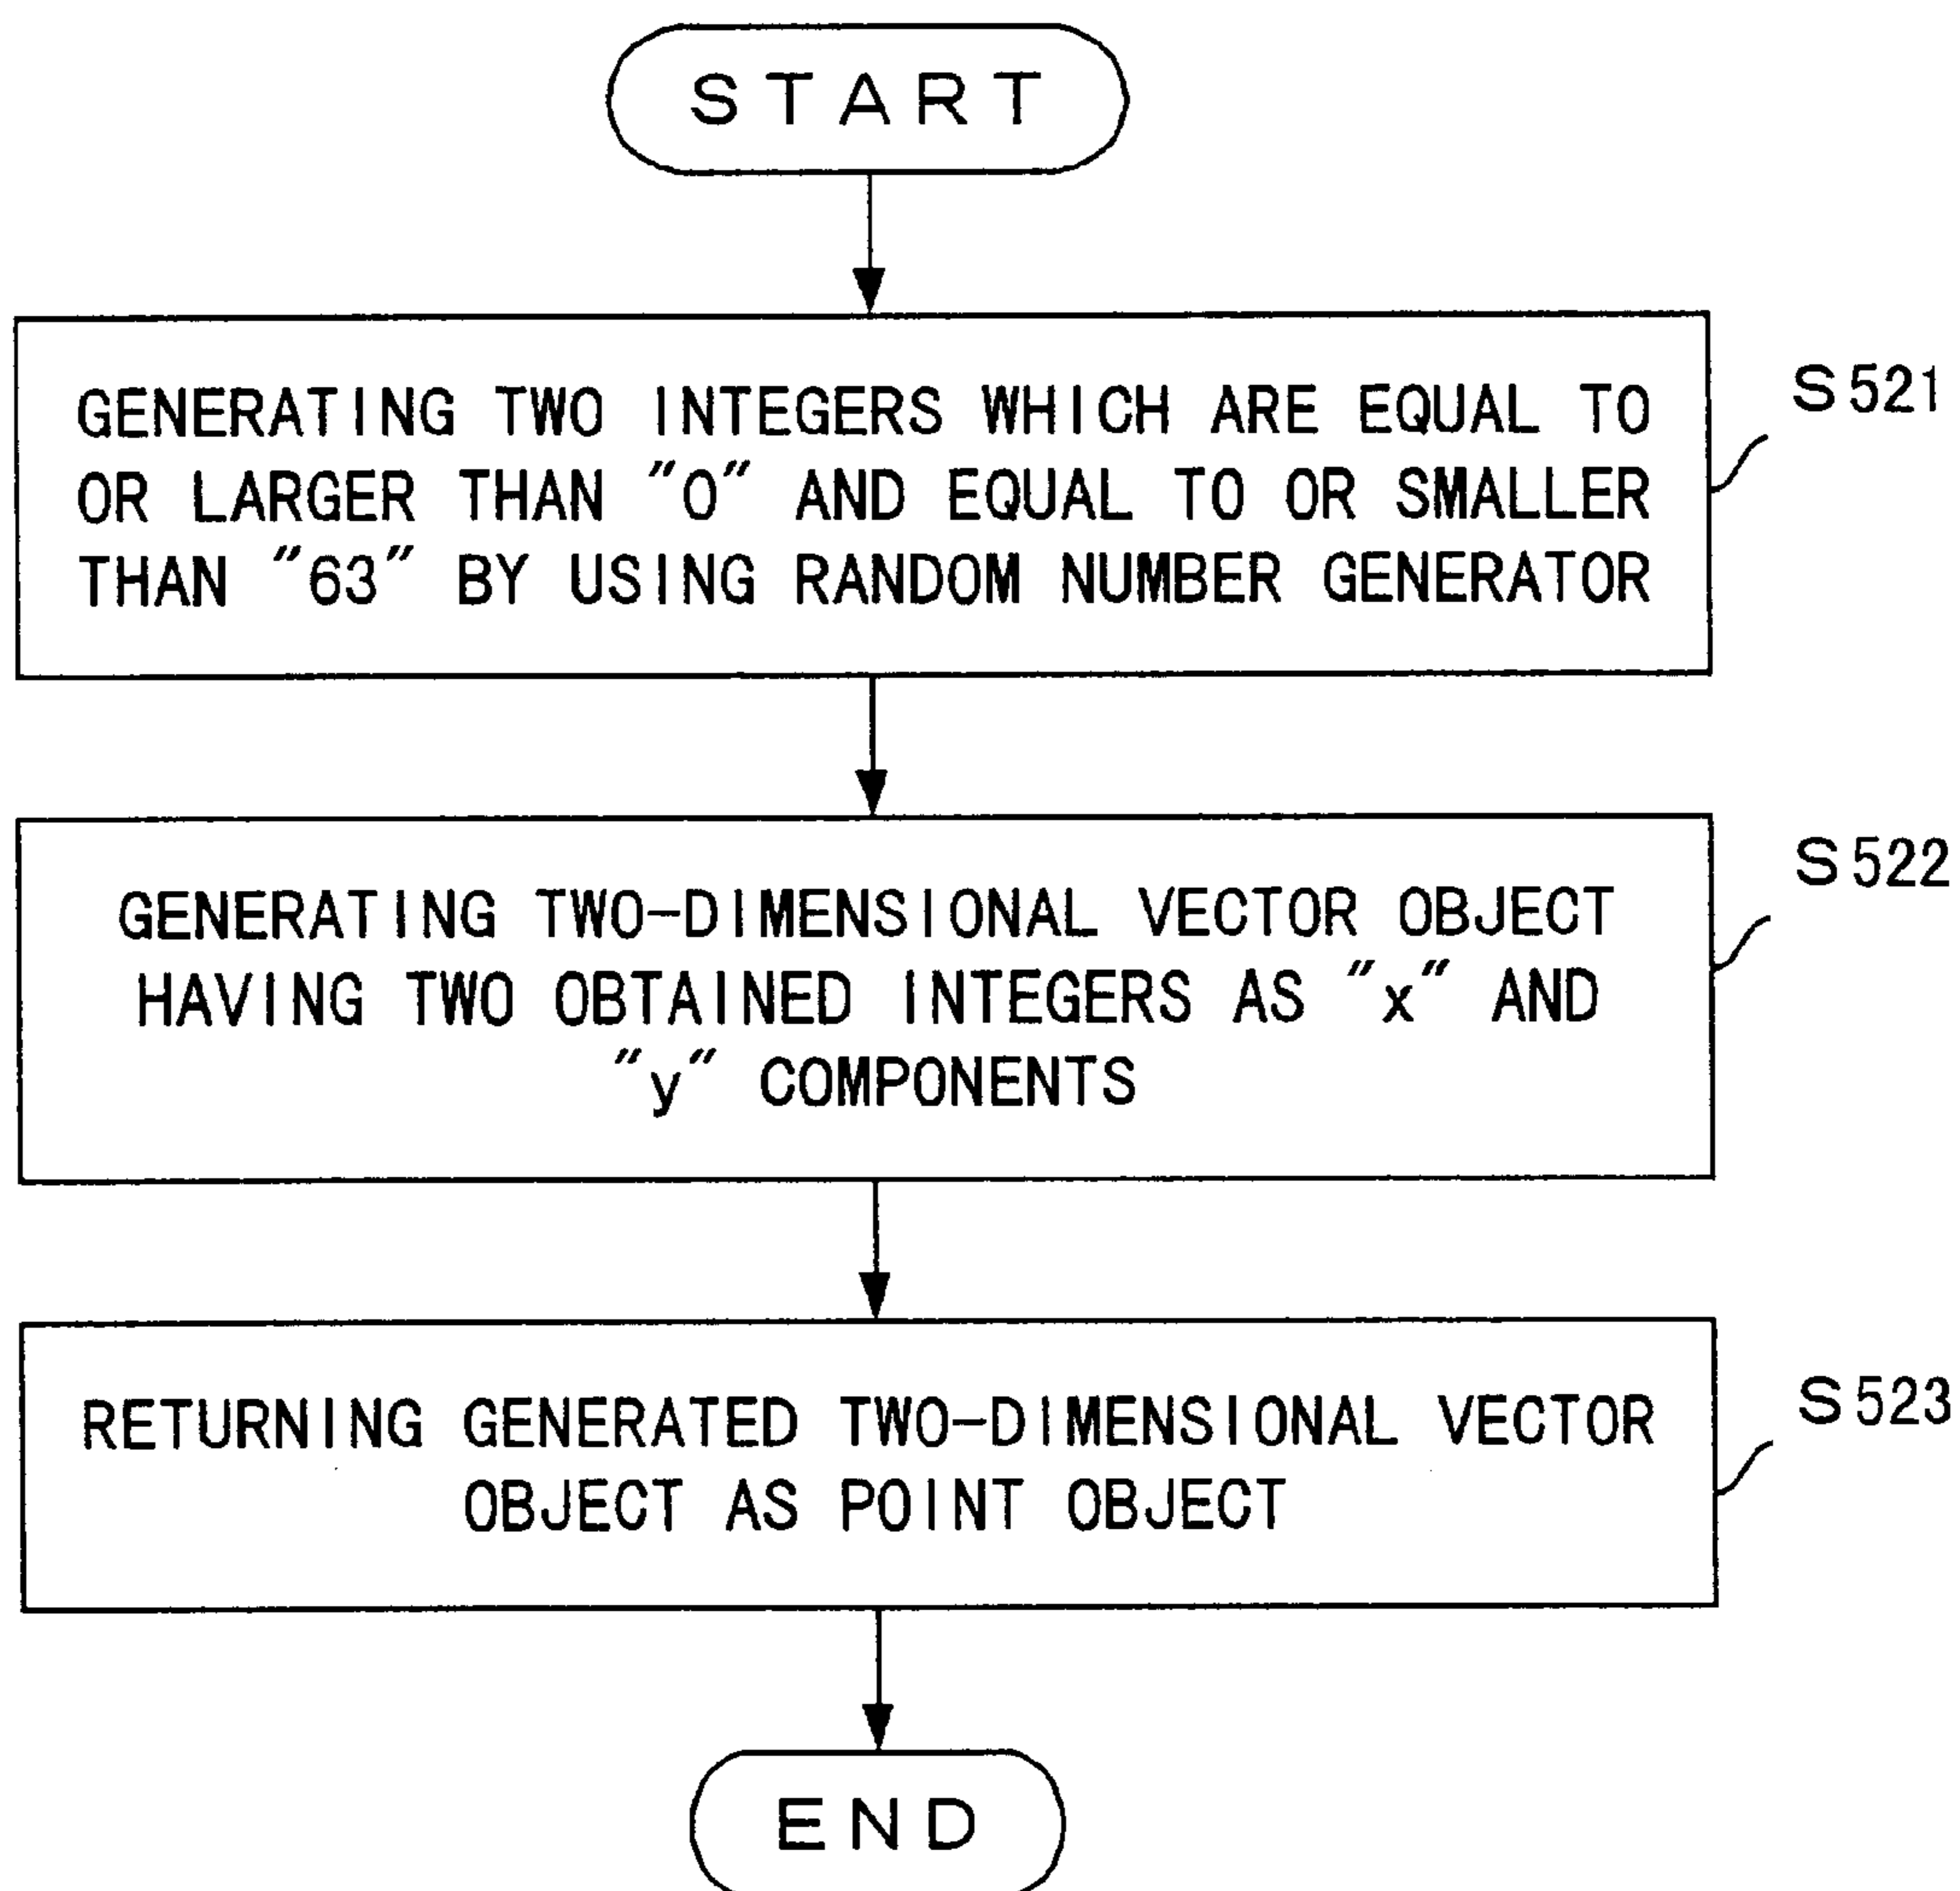 START
GENERATING TWO INTEGERS WHICH ARE EQUAL TO
OR LARGER THAN "0" AND EQUAL TO OR SMALLER
THAN "63" BY USING RANDOM NUMBER GENERATOR
S521
GENERATING TWO-DIMENSIONAL VECTOR OBJECT
HAVING TWO OBTAINED INTEGERS AS "x" AND
"y" COMPONENTS
S522
RETURNING GENERATED TWO-DIMENSIONAL VECTOR
OBJECT AS POINT OBJECT
S523
END